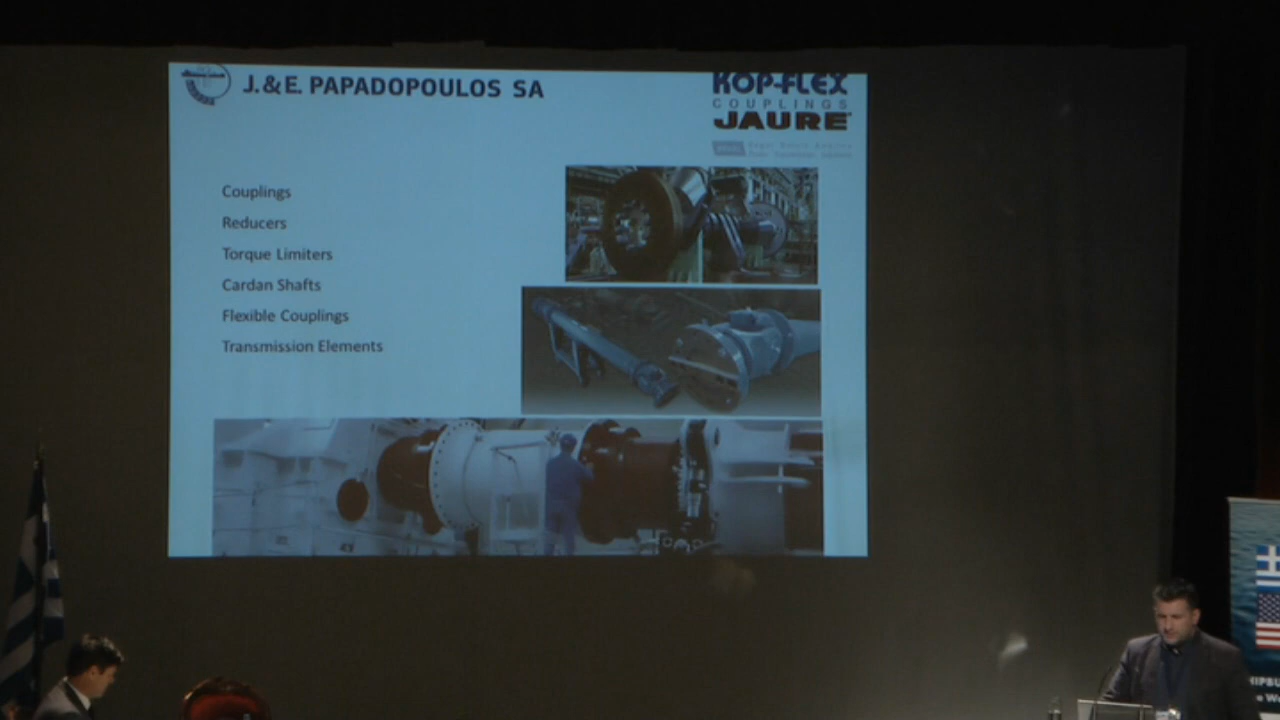 J.&E. PAPADOPOULOS SA
KOP-FLEX
COUPLINGS
JAURE
Couplings
Reducers
Torque Limiters
Cardan Shafts
Flexible Couplings
Transmission Elements